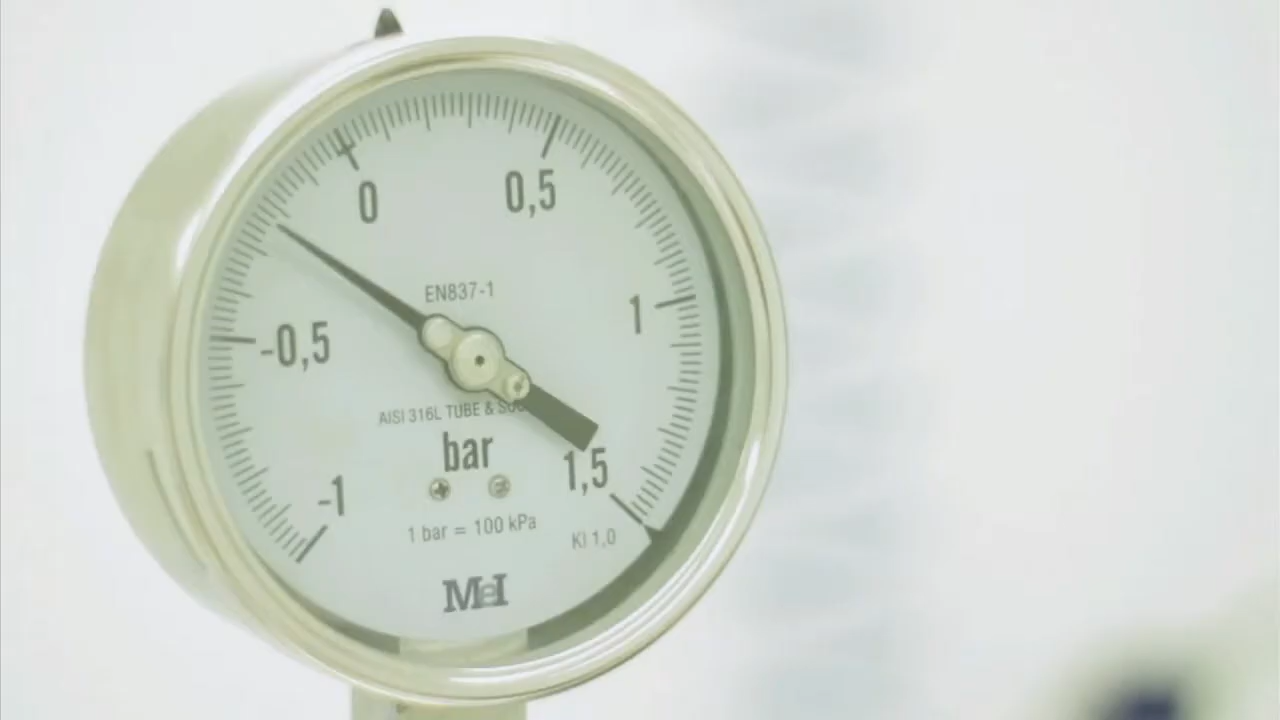 0 0,5
EN837-1
-0,5 1
AISI 316L TUBE &
bar
-1 1,5
1 bar = 100 kPa
KI 1,0
MeI